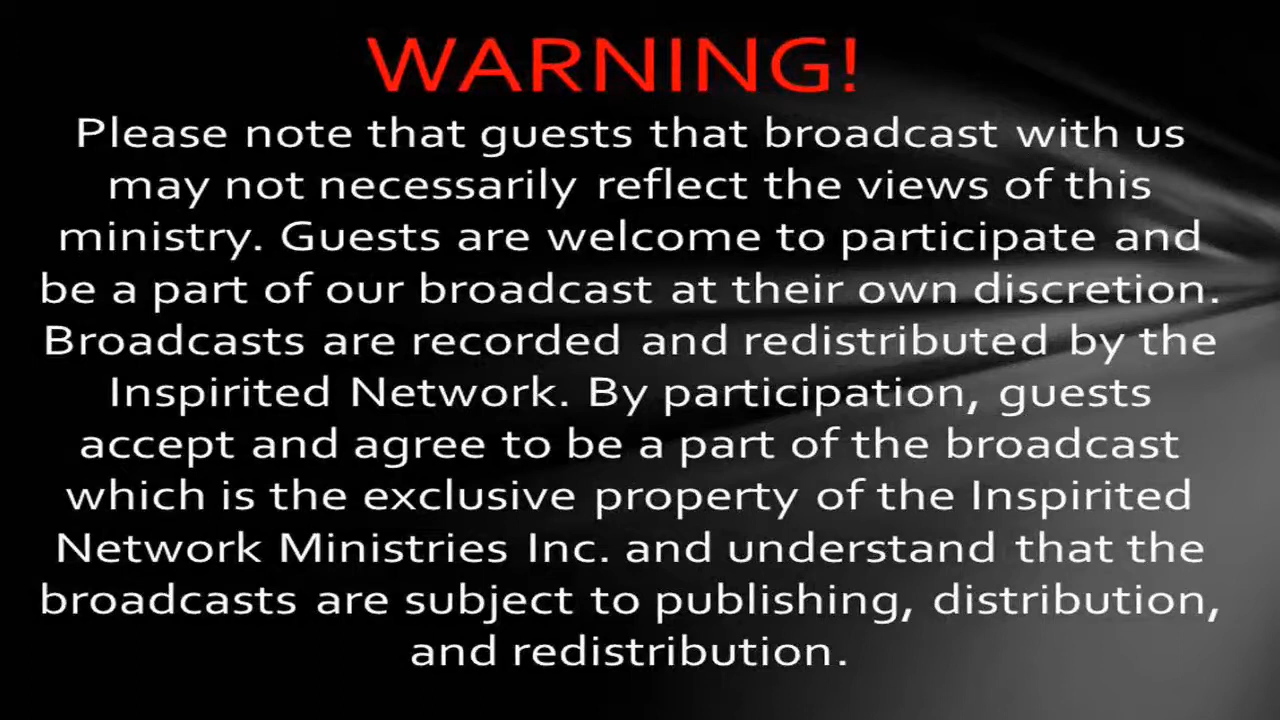 WARNING!
Please note that guests that broadcast with us
may not necessarily reflect the views of this
ministry. Guests are welcome to participate and
be a part of our broadcast at their own discretion.
Broadcasts are recorded and redistributed by the
Inspirited Network. By participation, guests
accept and agree to be a part of the broadcast
which is the exclusive property of the Inspirited
Network Ministries Inc. and understand that the
broadcasts are subject to publishing, distribution,
and redistribution.